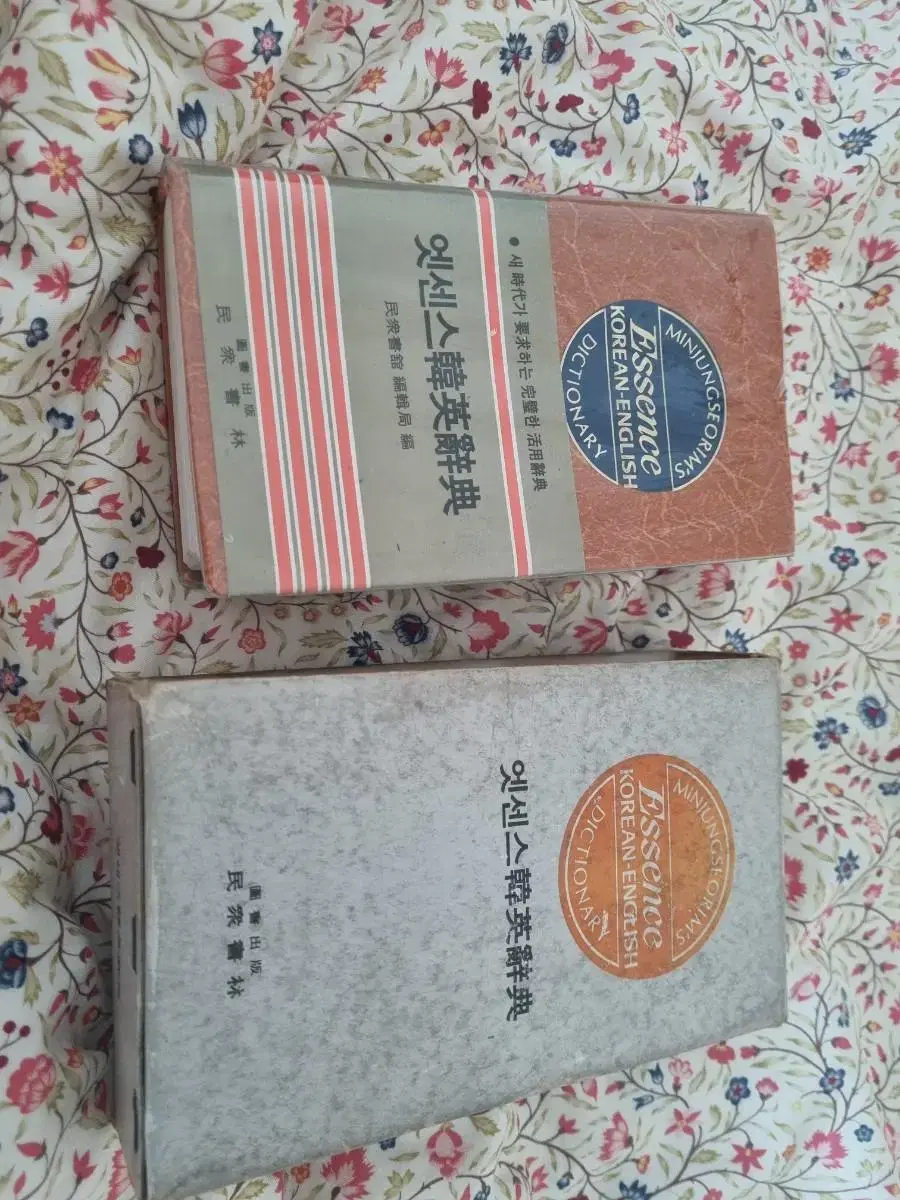 MINJUNGSEORIM'S
Essence
KOREAN-ENGLISH
DICTIONARY
● 새 時代가 要求하는 完璧한 活用辭典
엣센스韓英辭典
民衆書舘 編輯局 編
圖書出版
民衆書林
MINJUNGSEORIM'S
Essence
KOREAN-ENGLISH
DICTIONARY
엣센스韓英辭典
圖書出版
民衆書林